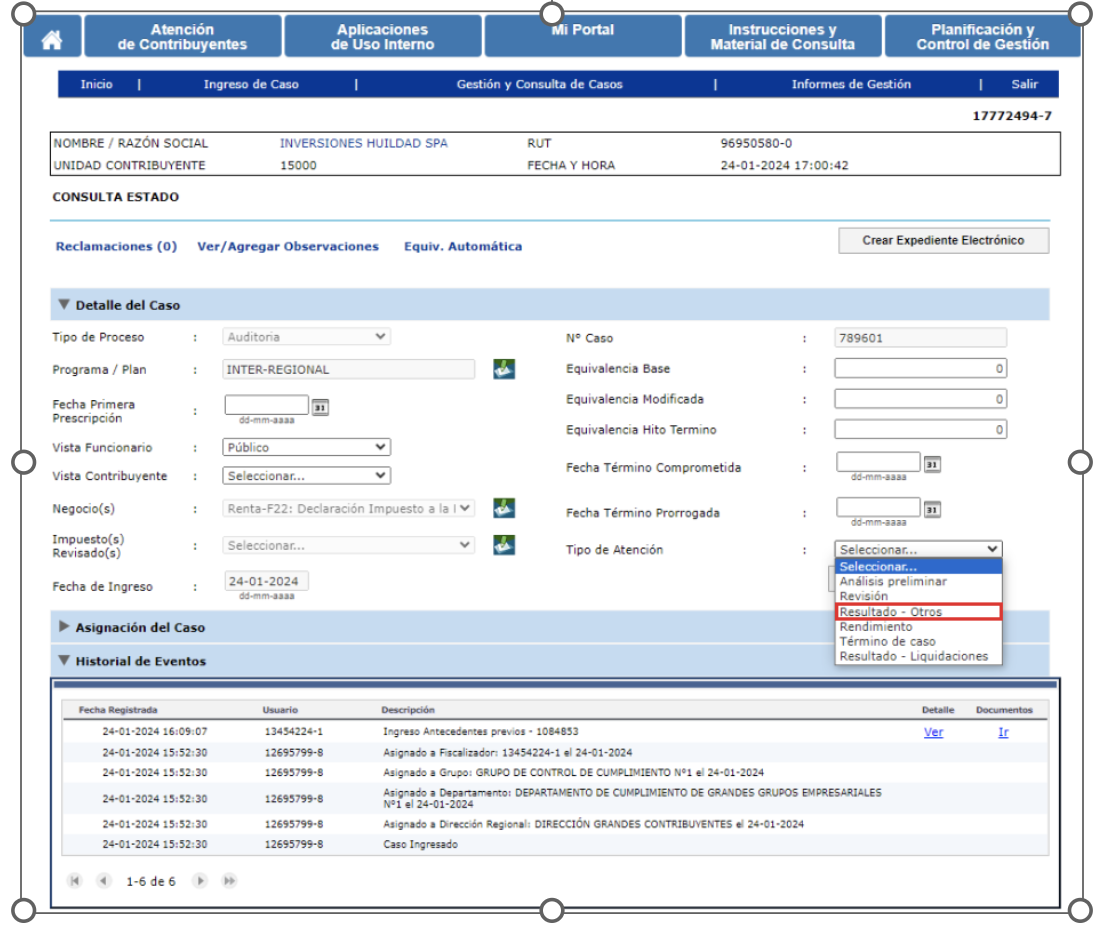 Atención de Contribuyentes
Aplicaciones de Uso Interno
Mi Portal
Instrucciones y Material de Consulta
Planificación y Control de Gestión
Inicio | Ingreso de Caso | Gestión y Consulta de Casos | Informes de Gestión | Salir
17772494-7
NOMBRE / RAZÓN SOCIAL INVERSIONES HUILDAD SPA RUT 96950580-0
UNIDAD CONTRIBUYENTE 15000 FECHA Y HORA 24-01-2024 17:00:42
CONSULTA ESTADO
Reclamaciones (0) Ver/Agregar Observaciones Equiv. Automática
Crear Expediente Electrónico
Detalle del Caso
Tipo de Proceso : Auditoria
Nº Caso : 789601
Programa / Plan : INTER-REGIONAL
Equivalencia Base : 0
Fecha Primera Prescripción : 31
dd-mm-aaaa
Equivalencia Modificada : 0
Equivalencia Hito Termino : 0
Vista Funcionario : Público
Vista Contribuyente : Seleccionar...
Fecha Término Comprometida : 31
dd-mm-aaaa
Negocio(s) : Renta-F22: Declaración Impuesto a la I
Fecha Término Prorrogada : 31
dd-mm-aaaa
Impuesto(s) Revisado(s) : Seleccionar...
Tipo de Atención : Seleccionar...
Seleccionar...
Análisis preliminar
Revisión
Resultado - Otros
Rendimiento
Término de caso
Resultado - Liquidaciones
Fecha de Ingreso : 24-01-2024
dd-mm-aaaa
Asignación del Caso
Historial de Eventos
Fecha Registrada Usuario Descripción Detalle Documentos
24-01-2024 16:09:07 13454224-1 Ingreso Antecedentes previos - 1084853 Ver Ir
24-01-2024 15:52:30 12695799-8 Asignado a Fiscalizador: 13454224-1 el 24-01-2024
24-01-2024 15:52:30 12695799-8 Asignado a Grupo: GRUPO DE CONTROL DE CUMPLIMIENTO Nº1 el 24-01-2024
24-01-2024 15:52:30 12695799-8 Asignado a Departamento: DEPARTAMENTO DE CUMPLIMIENTO DE GRANDES GRUPOS EMPRESARIALES Nº1 el 24-01-2024
24-01-2024 15:52:30 12695799-8 Asignado a Dirección Regional: DIRECCIÓN GRANDES CONTRIBUYENTES el 24-01-2024
24-01-2024 15:52:30 12695799-8 Caso Ingresado
1-6 de 6